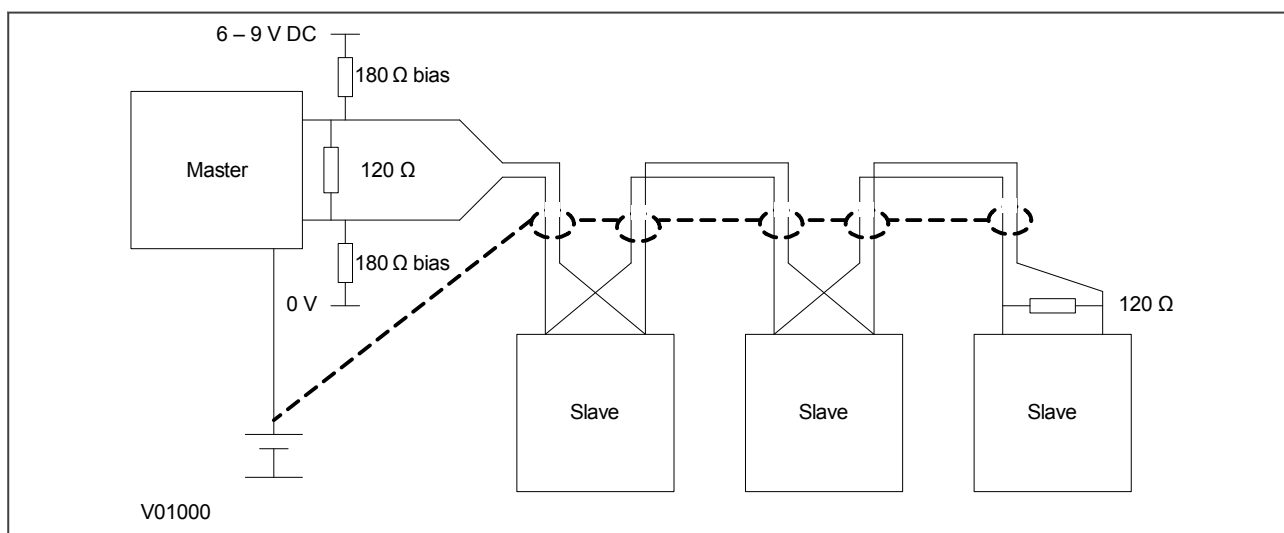 6 – 9 V DC
180 Ω bias
Master
120 Ω
180 Ω bias
0 V
120 Ω
Slave
Slave
Slave
V01000